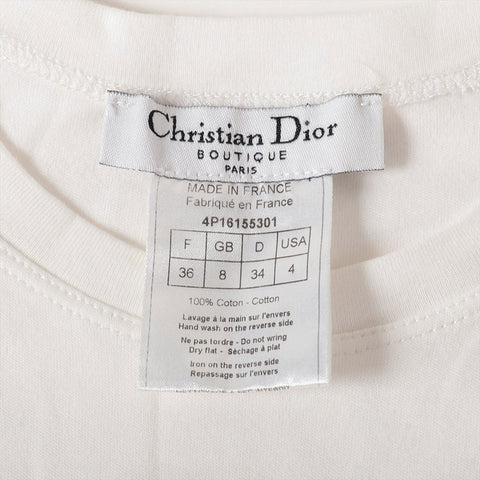 Christian Dior
BOUTIQUE
PARIS
MADE IN FRANCE
Fabriqué en France
4P16155301
F GB D USA
36 8 34 4
100% Coton - Cotton
Lavage à la main sur l'envers
Hand wash on the reverse side
Ne pas tordre - Do not wring
Dry flat - Séchage à plat
Iron on the reverse side
Repassage sur l'envers